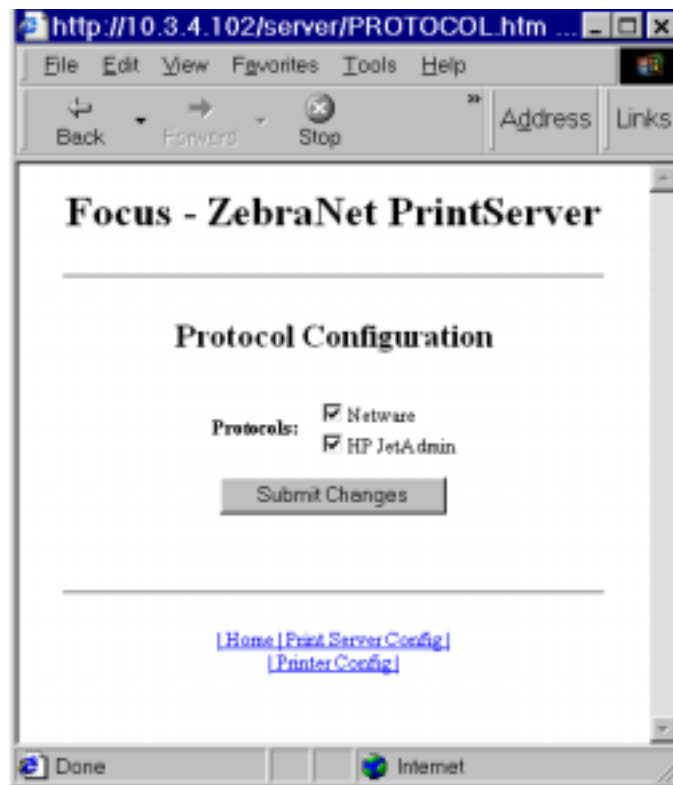 http://10.3.4.102/server/PROTOCOL.htm ...
File Edit View Favorites Tools Help
Back Forward Stop » Address Links
Focus - ZebraNet PrintServer
Protocol Configuration
Protocols:
Netware
HP JetAdmin
Submit Changes
| Home | Print Server Config |
| Printer Config |
Done Internet